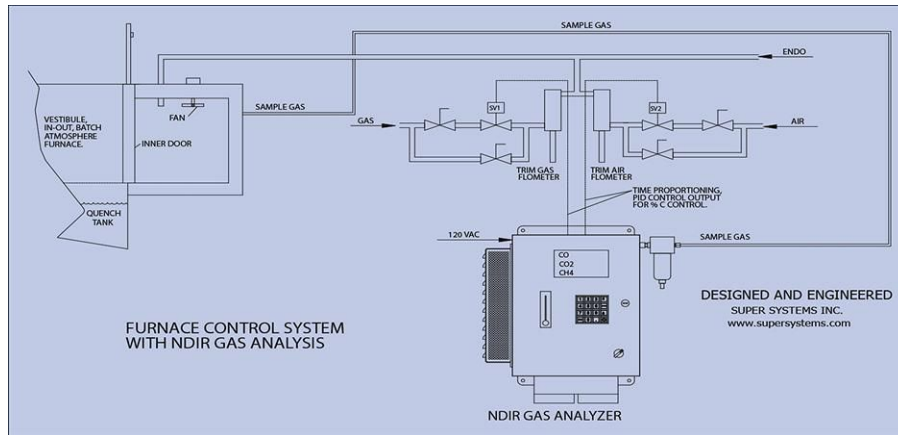 SAMPLE GAS
ENDO
SAMPLE GAS
FAN
VESTIBULE,
IN-OUT, BATCH
ATMOSPHERE
FURNACE.
INNER DOOR
GAS
SV1
SV2
AIR
TRIM GAS
FLOMETER
TRIM AIR
FLOMETER
QUENCH
TANK
TIME PROPORTIONING,
PID CONTROL OUTPUT
FOR % C CONTROL.
120 VAC
SAMPLE GAS
CO
CO2
CH4
DESIGNED AND ENGINEERED
SUPER SYSTEMS INC.
www.supersystems.com
FURNACE CONTROL SYSTEM
WITH NDIR GAS ANALYSIS
NDIR GAS ANALYZER